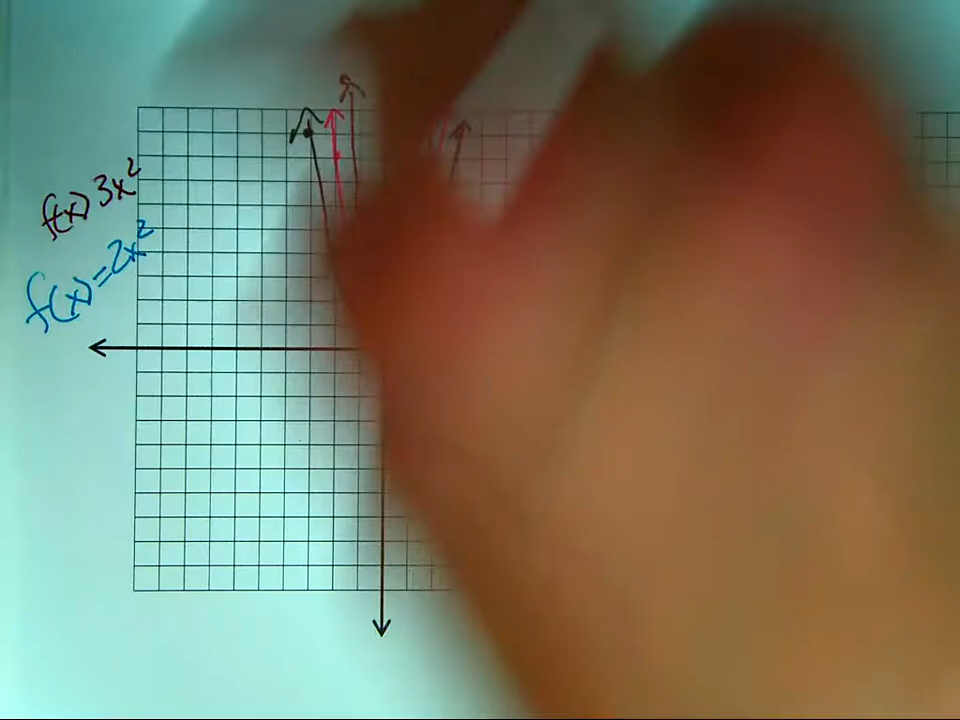 f(x) 3x²
f(x)=2x²